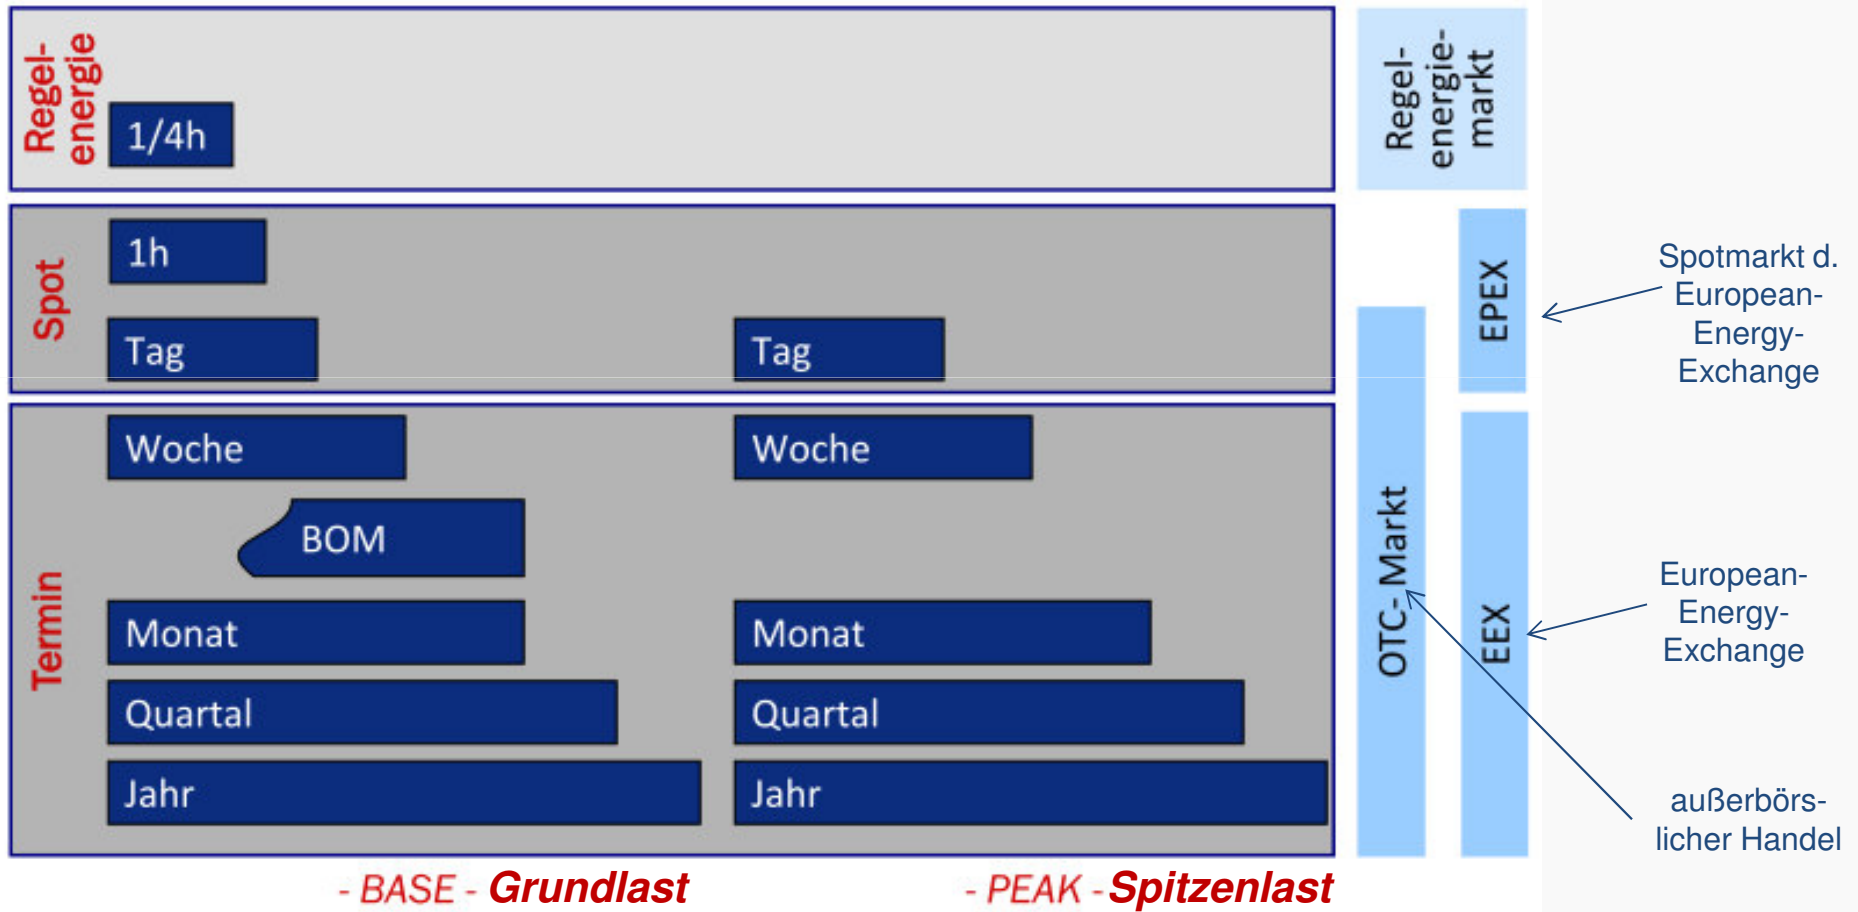 Regel-
energie
1/4h
Regel-
energie-
markt
Spot
1h
Tag
Tag
EPEX
Spotmarkt d.
European-
Energy-
Exchange
Termin
Woche
Woche
BOM
Monat
Monat
Quartal
Quartal
Jahr
Jahr
OTC- Markt
EEX
European-
Energy-
Exchange
außerbörs-
licher Handel
- BASE - Grundlast
- PEAK - Spitzenlast